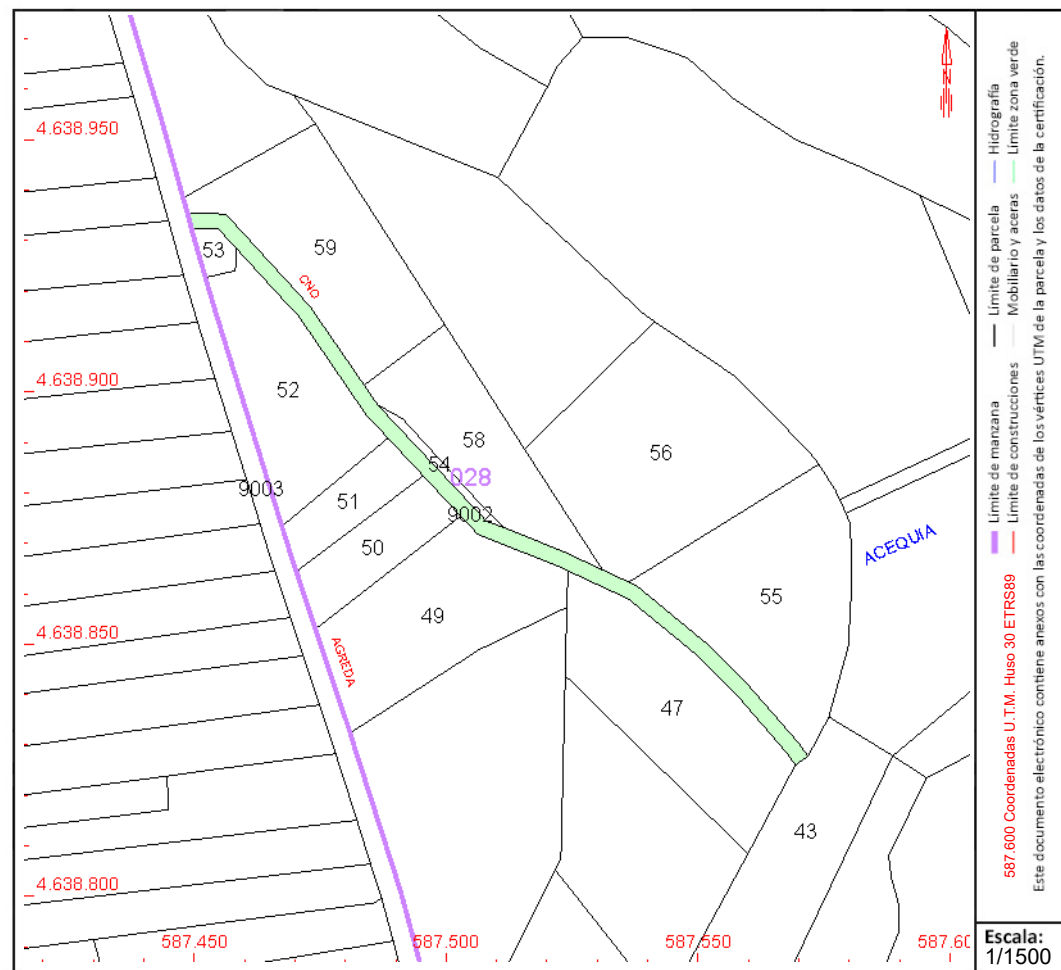 4.638.950
N
53
59
CNO
4.638.900
52
58
56
54
028
9003
51
9002
50
ACEQUIA
49
55
4.638.850
AGREDA
47
43
4.638.800
587.450
587.500
587.550
587.60
Límite de manzana
Límite de parcela
Hidrografía
587.600 Coordenadas U.T.M. Huso 30 ETRS89
Límite de construcciones
Mobiliario y aceras
Límite zona verde
Este documento electrónico contiene anexos con las coordenadas de los vértices UTM de la parcela y los datos de la certificación.
Escala:
1/1500